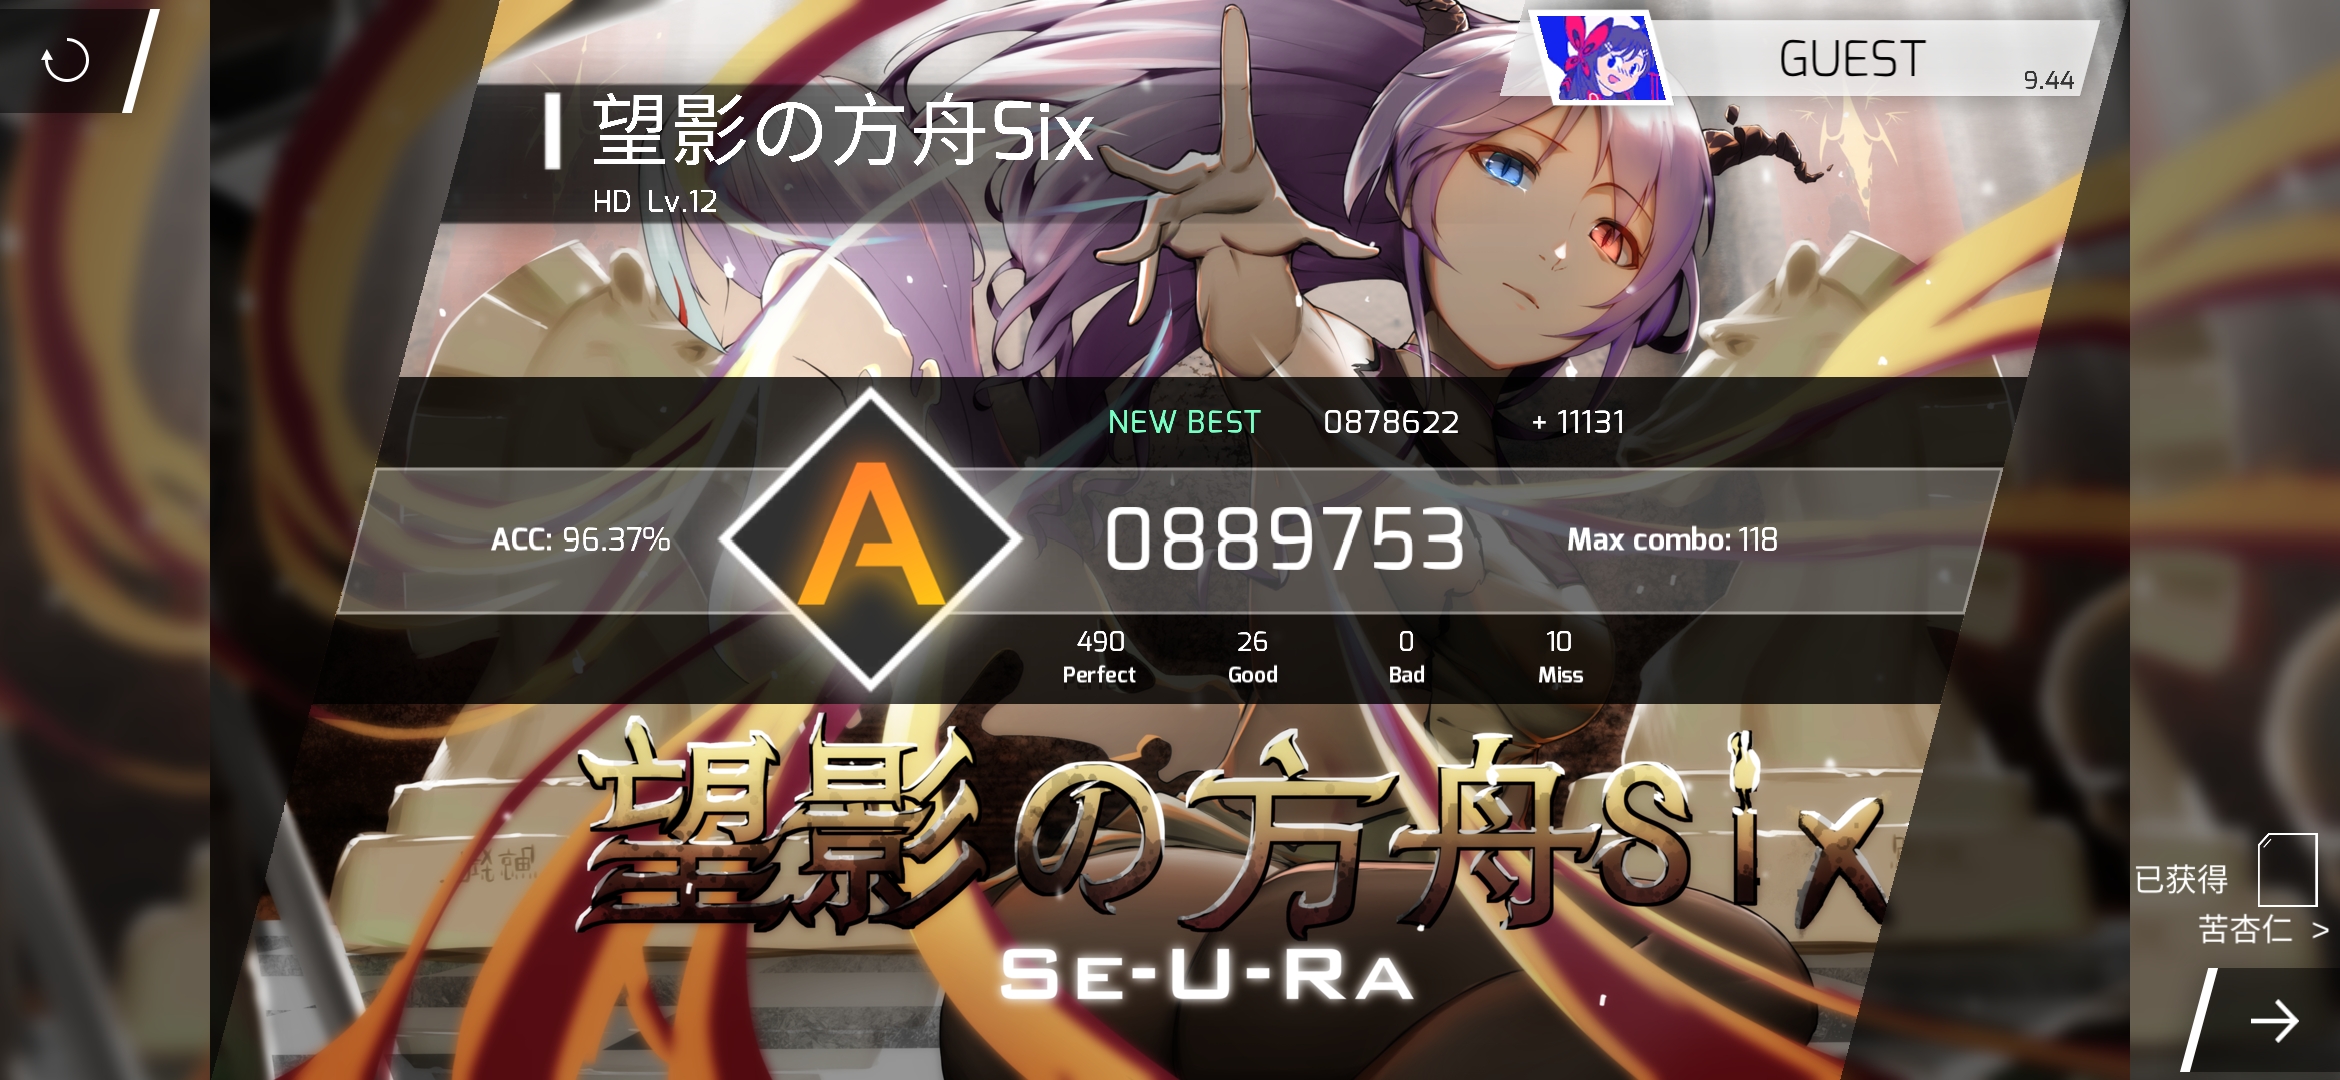 GUEST
9.44
望影の方舟Six
HD Lv.12
NEW BEST 0878622 + 11131
ACC: 96.37%
A
0889753
Max combo: 118
490 26 0 10
Perfect Good Bad Miss
望影の方舟Six
SE-U-RA
已获得
苦杏仁 >